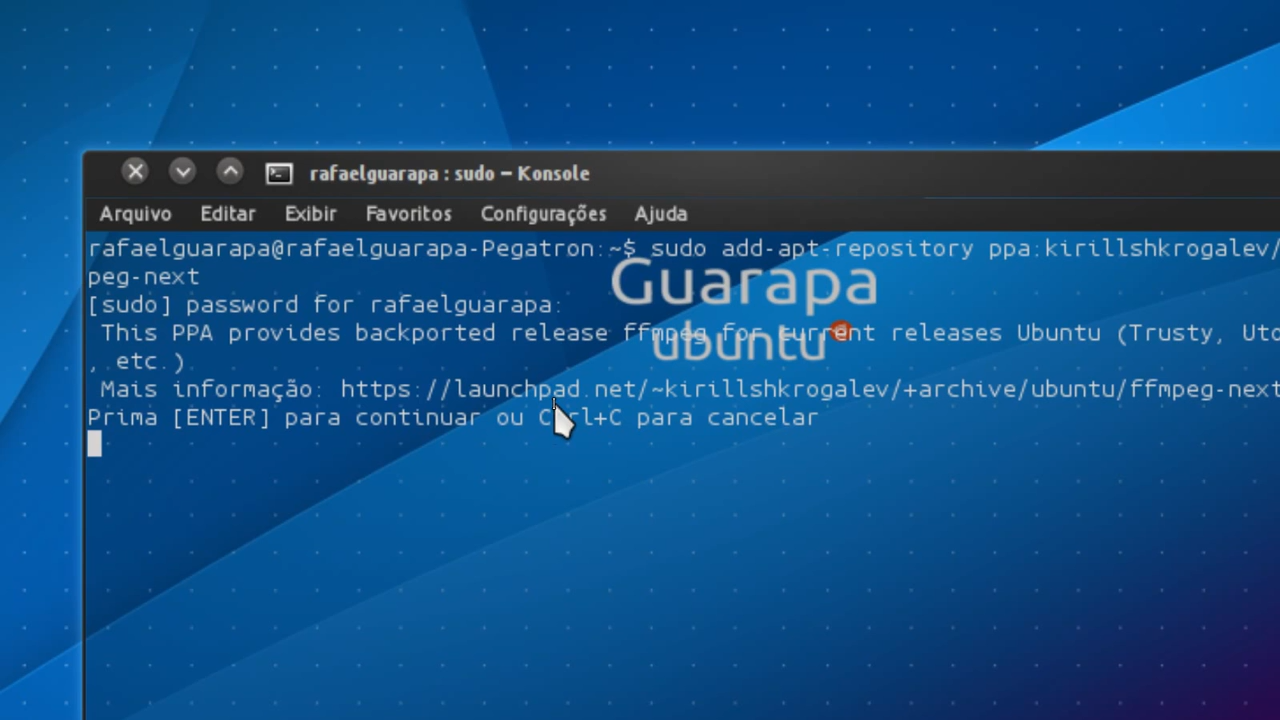 rafaelguarapa : sudo – Konsole
Arquivo Editar Exibir Favoritos Configurações Ajuda
rafaelguarapa@rafaelguarapa-Pegatron:~$ sudo add-apt-repository ppa:kirillshkrogalev/
peg-next
[sudo] password for rafaelguarapa:
This PPA provides backported release ffmpeg for current releases Ubuntu (Trusty, Uto
, etc.)
Mais informação: https://launchpad.net/~kirillshkrogalev/+archive/ubuntu/ffmpeg-next
Prima [ENTER] para continuar ou Ctrl+C para cancelar
Guarapa
ubuntu